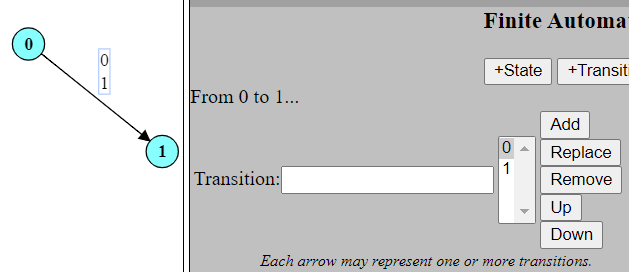 0
0
1
1
Finite Automa
+State
+Transiti
From 0 to 1...
Transition:
0
1
Add
Replace
Remove
Up
Down
Each arrow may represent one or more transitions.